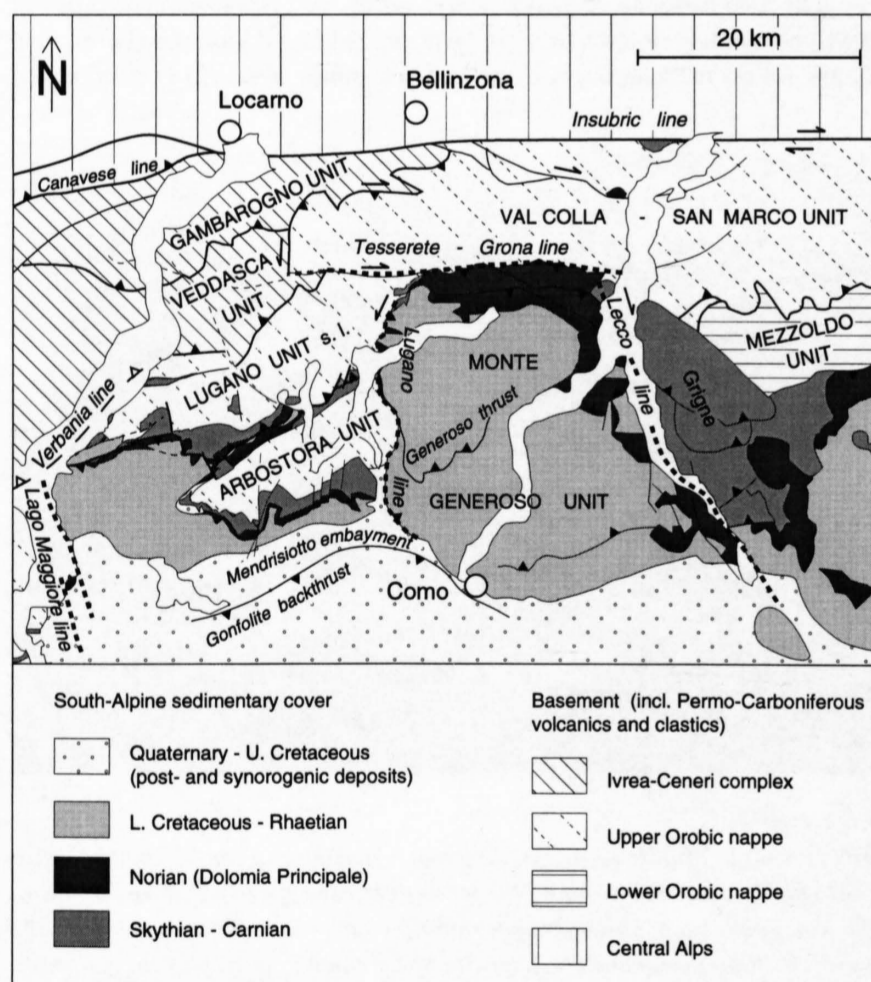 20 km
N
Locarno
Bellinzona
Insubric line
Canavese line
GAMBAROGNO UNIT
VAL COLLA - SAN MARCO UNIT
Tesserete - Grona line
VEDDASCA
UNIT
Lecco
line
MEZZOLDO
UNIT
LUGANO UNIT s. l.
Lugano
line
MONTE
GENEROSO UNIT
Grigne
Verbania line
Generoso thrust
ARBOSTORA UNIT
Lago Maggiore line
Mendrisiotto embayment
Como
Gonfolite backthrust
South-Alpine sedimentary cover
Quaternary - U. Cretaceous
(post- and synorogenic deposits)
L. Cretaceous - Rhaetian
Norian (Dolomia Principale)
Skythian - Carnian
Basement (incl. Permo-Carboniferous
volcanics and clastics)
Ivrea-Ceneri complex
Upper Orobic nappe
Lower Orobic nappe
Central Alps